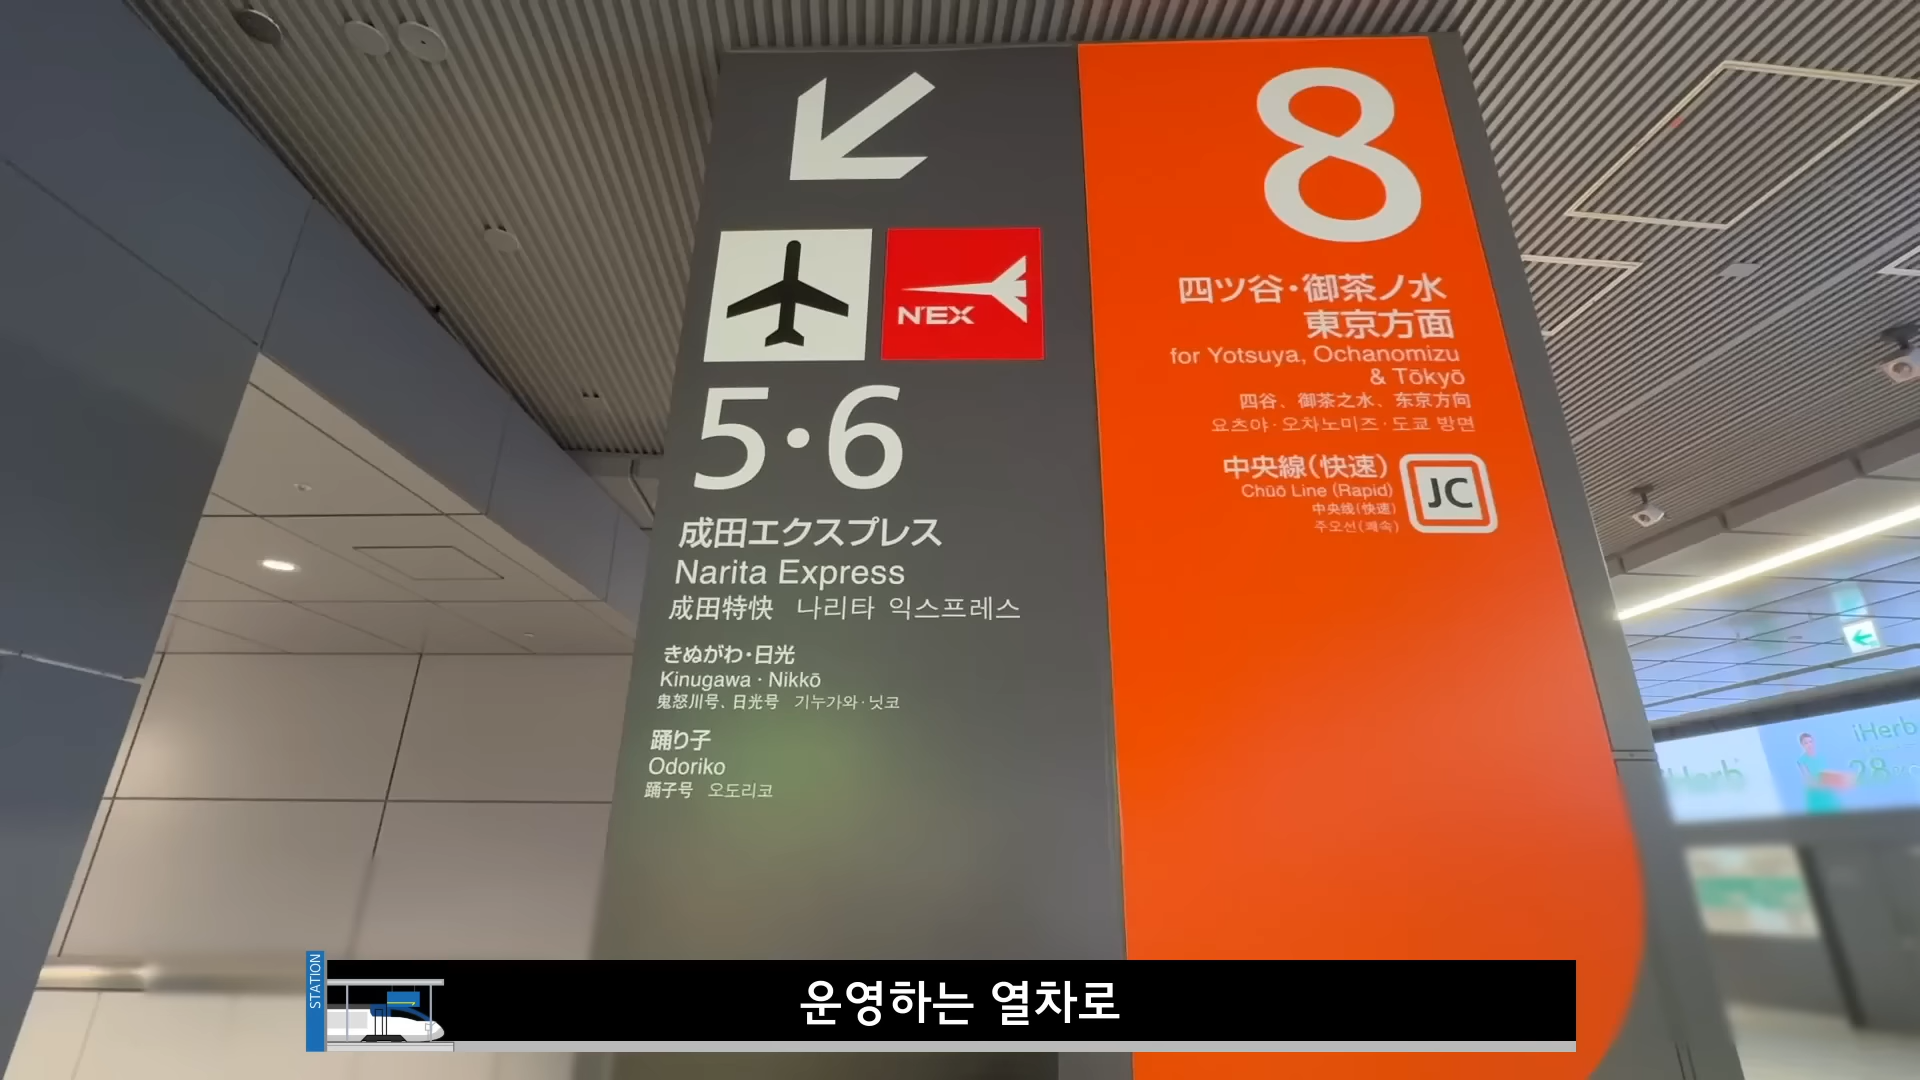 N'EX
5・6
成田エクスプレス
Narita Express
成田特快 나리타 익스프레스
きぬがわ・日光
Kinugawa・Nikkō
鬼怒川号、日光号 기누가와・닛코
踊り子
Odoriko
踊子号 오도리코
8
四ツ谷・御茶ノ水
東京方面
for Yotsuya, Ochanomizu
& Tōkyō
四谷、御茶之水、东京方向
요츠야・오차노미즈・도쿄 방면
中央線(快速)
Chūō Line (Rapid)
中央线(快速)
주오선(쾌속)
JC
iHerb
iHerb
28
STATION
운영하는 열차로